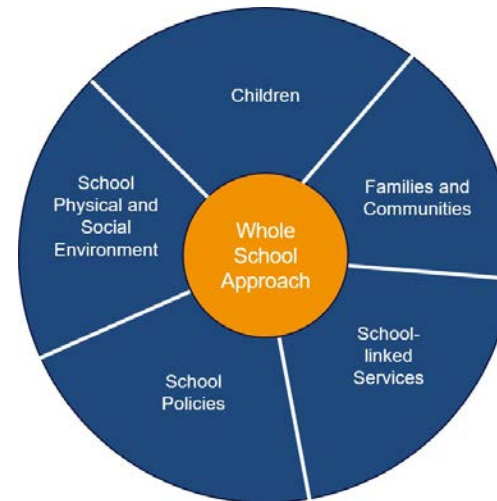 Children
Families and
Communities
School-
linked
Services
School
Policies
School
Physical and
Social
Environment
Whole
School
Approach